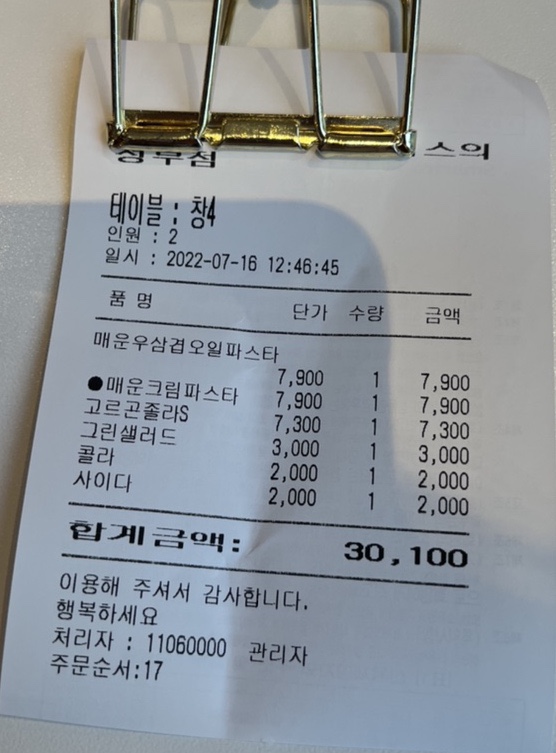 스의
테이블 : 창4
인원 : 2
일시 : 2022-07-16 12:46:45
품 명 단가 수량 금액
매운우삼겹오일파스타
7,900 1 7,900
●매운크림파스타 7,900 1 7,900
고르곤졸라S 7,300 1 7,300
그린샐러드 3,000 1 3,000
콜라 2,000 1 2,000
사이다 2,000 1 2,000
합계금액: 30,100
이용해 주셔서 감사합니다.
행복하세요
처리자 : 11060000 관리자
주문순서:17